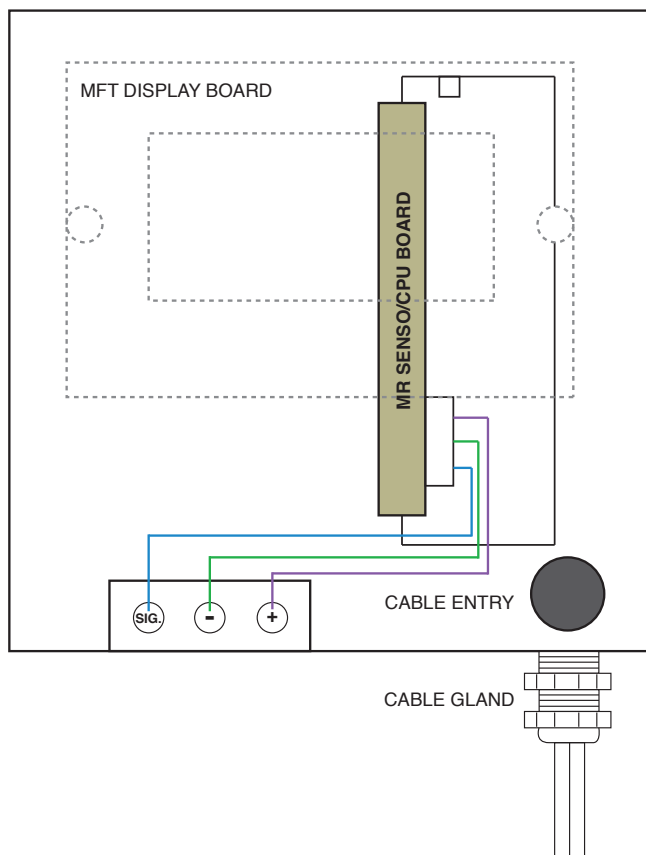 MFT DISPLAY BOARD
MR SENSO/CPU BOARD
CABLE ENTRY
SIG.
-
+
CABLE GLAND